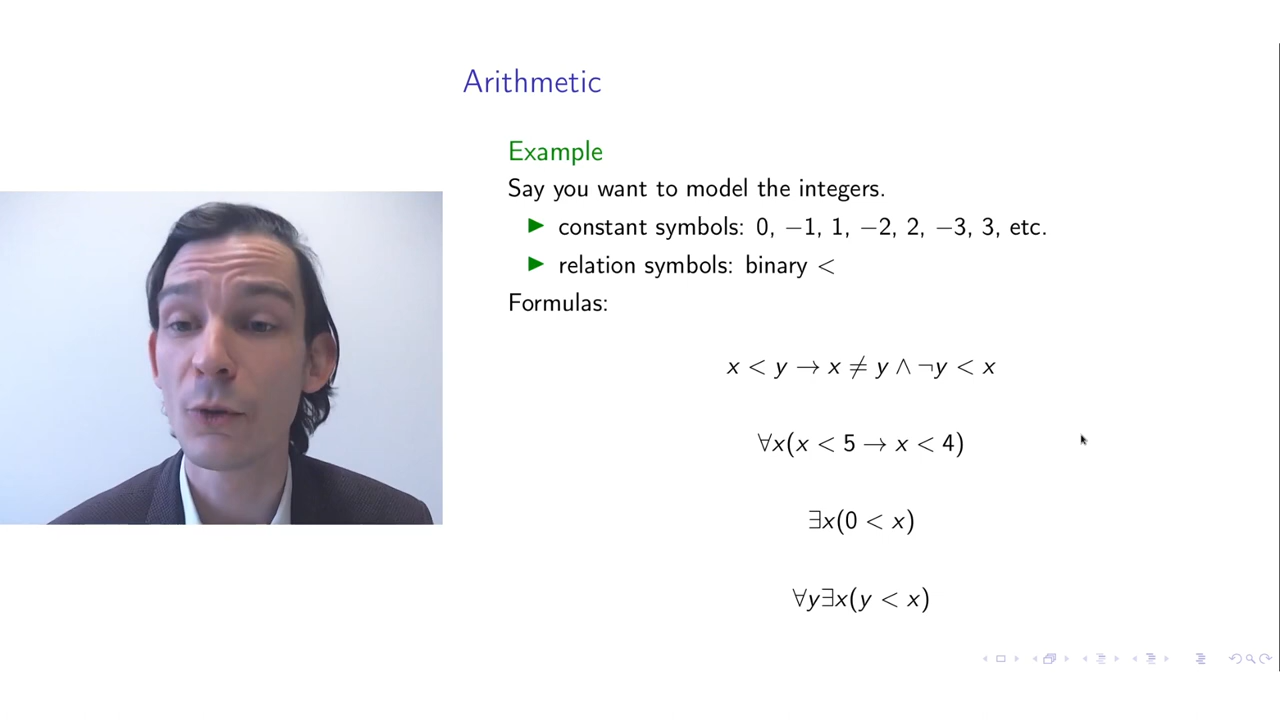 Arithmetic
Example
Say you want to model the integers.
▶ constant symbols: 0, −1, 1, −2, 2, −3, 3, etc.
▶ relation symbols: binary <
Formulas:
x < y → x ≠ y ∧ ¬y < x
∀x(x < 5 → x < 4)
∃x(0 < x)
∀y∃x(y < x)